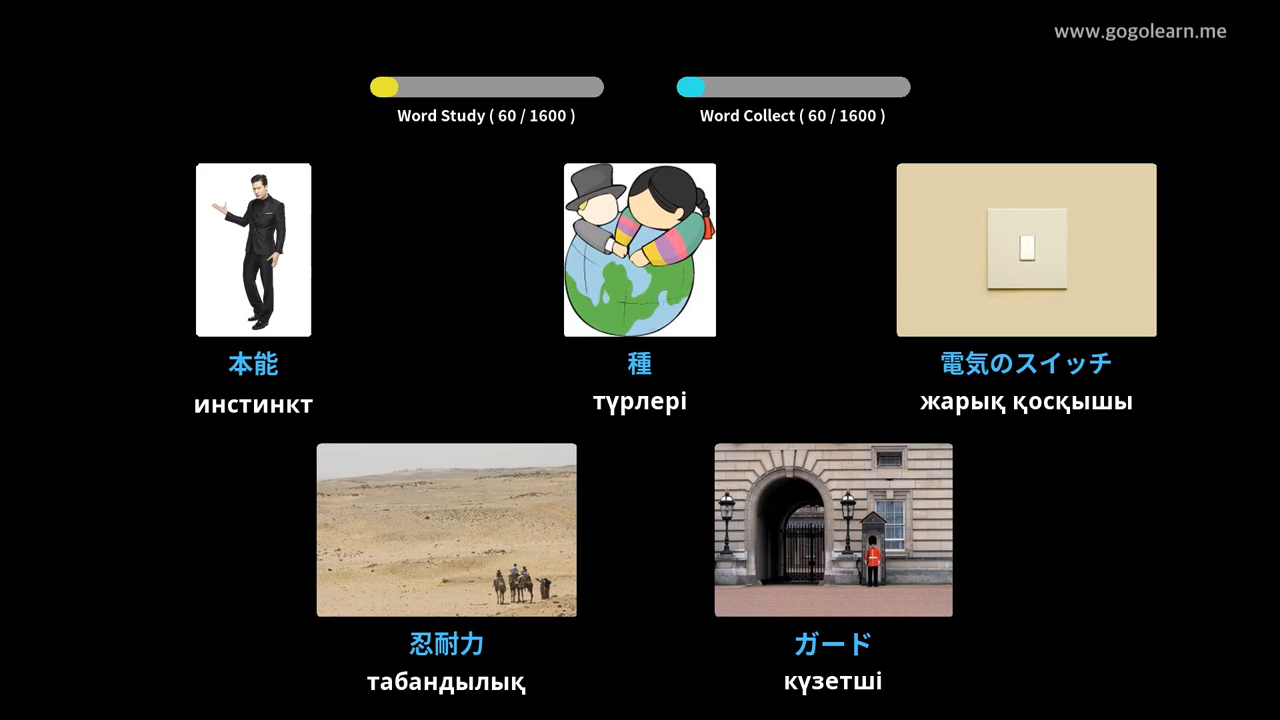 www.gogolearn.me
Word Study ( 60 / 1600 )
Word Collect ( 60 / 1600 )
本能
инстинкт
種
түрлері
電気のスイッチ
жарық қосқышы
忍耐力
табандылық
ガード
күзетші